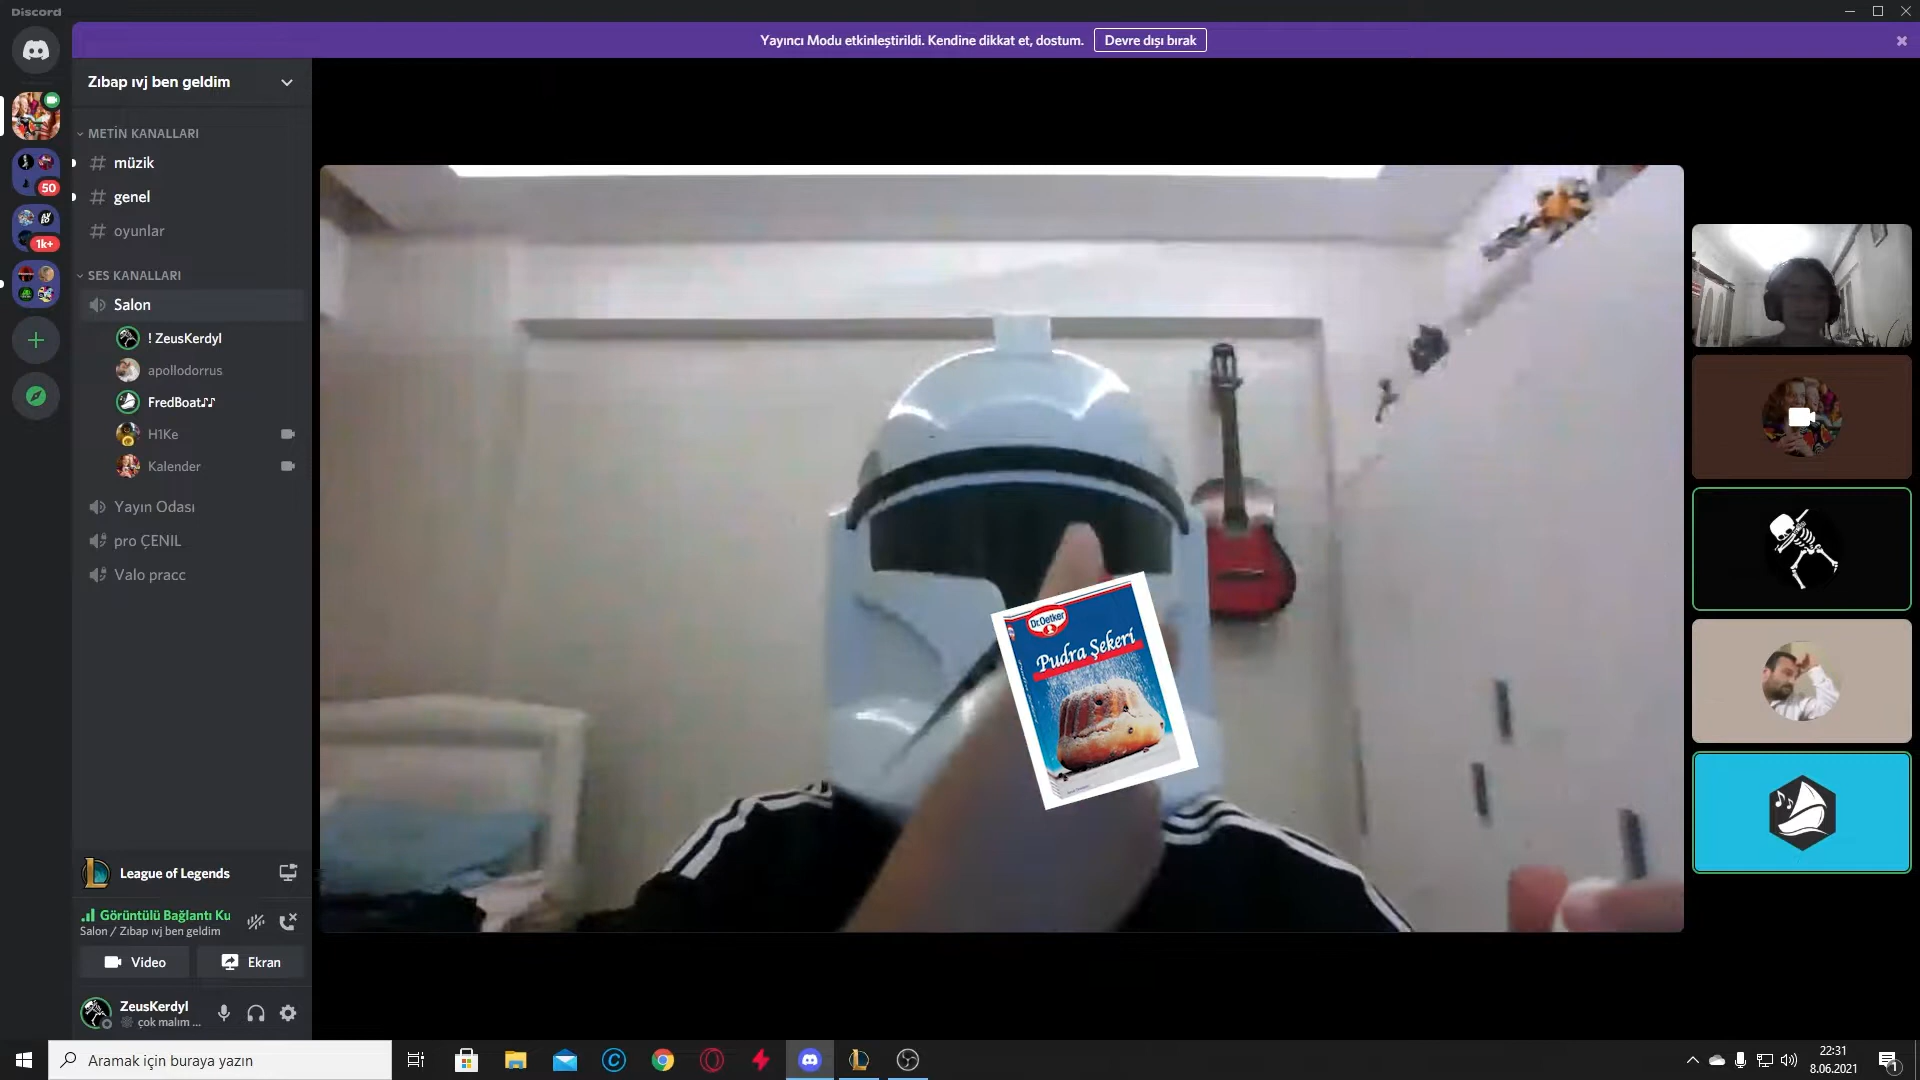 Discord
Yayıncı Modu etkinleştirildi. Kendine dikkat et, dostum.
Devre dışı bırak
Zıbap ıvj ben geldim
METİN KANALLARI
müzik
genel
oyunlar
50
1k+
SES KANALLARI
Salon
! ZeusKerdyl
apollodorrus
FredBoat♪♪
H1Ke
Kalender
Yayın Odası
pro ÇENIL
Valo pracc
Dr.Oetker
Pudra Şekeri
League of Legends
Görüntülü Bağlantı Ku
Salon / Zıbap ıvj ben geldim
Video
Ekran
ZeusKerdyl
çok malım ...
Aramak için buraya yazın
22:31
8.06.2021
1